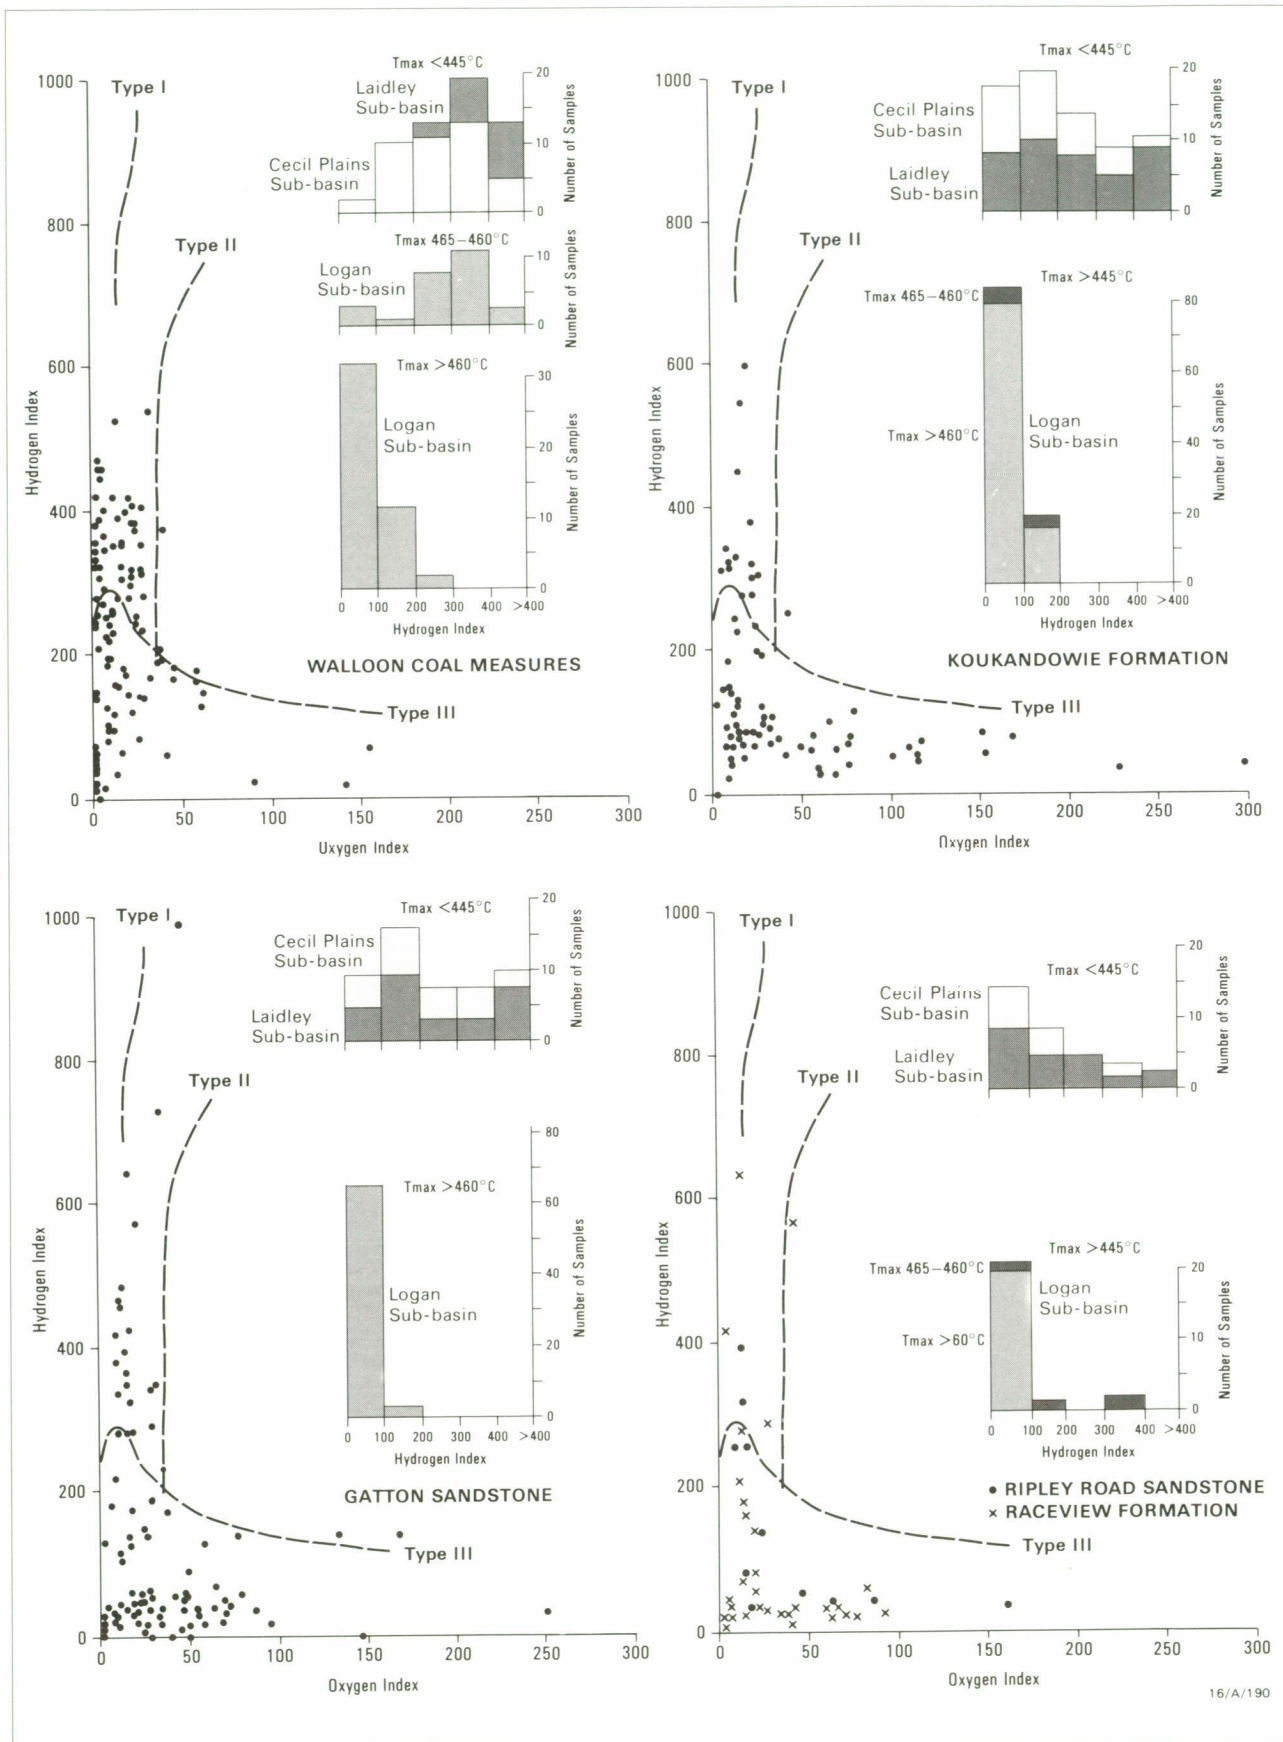 Tmax <445°C
1000
Type I
Laidley
Sub-basin
20
10
0
Number of Samples
Cecil Plains
Sub-basin
800
Type II
Tmax 465–460°C
Logan
Sub-basin
10
0
Number of Samples
600
Tmax >460°C
30
20
10
0
Number of Samples
Logan
Sub-basin
Hydrogen Index
400
0 100 200 300 400 >400
Hydrogen Index
200
WALLOON COAL MEASURES
Type III
0
0 50 100 150 200 250 300
Oxygen Index
Tmax <445°C
1000
Type I
20
10
0
Number of Samples
Cecil Plains
Sub-basin
Laidley
Sub-basin
800
Type II
Tmax >445°C
Tmax 465–460°C
80
60
40
20
0
Number of Samples
600
Tmax >460°C
Logan
Sub-basin
Hydrogen Index
400
0 100 200 300 400 >400
Hydrogen Index
200
KOUKANDOWIE FORMATION
Type III
0
0 50 100 150 200 250 300
Oxygen Index
1000
Type I
Tmax <445°C
20
10
0
Number of Samples
Cecil Plains
Sub-basin
Laidley
Sub-basin
800
Type II
80
60
40
20
0
Number of Samples
Tmax >460°C
600
Logan
Sub-basin
Hydrogen Index
400
0 100 200 300 400 >400
Hydrogen Index
200
GATTON SANDSTONE
Type III
0
0 50 100 150 200 250 300
Oxygen Index
1000
Type I
Tmax <445°C
20
10
0
Number of Samples
Cecil Plains
Sub-basin
Laidley
Sub-basin
800
Type II
600
Tmax >445°C
Tmax 465–460°C
20
10
0
Number of Samples
Logan
Sub-basin
Tmax >60°C
Hydrogen Index
400
0 100 200 300 400 >400
Hydrogen Index
200
• RIPLEY ROAD SANDSTONE
× RACEVIEW FORMATION
Type III
0
0 50 100 150 200 250 300
Oxygen Index
16/A/190